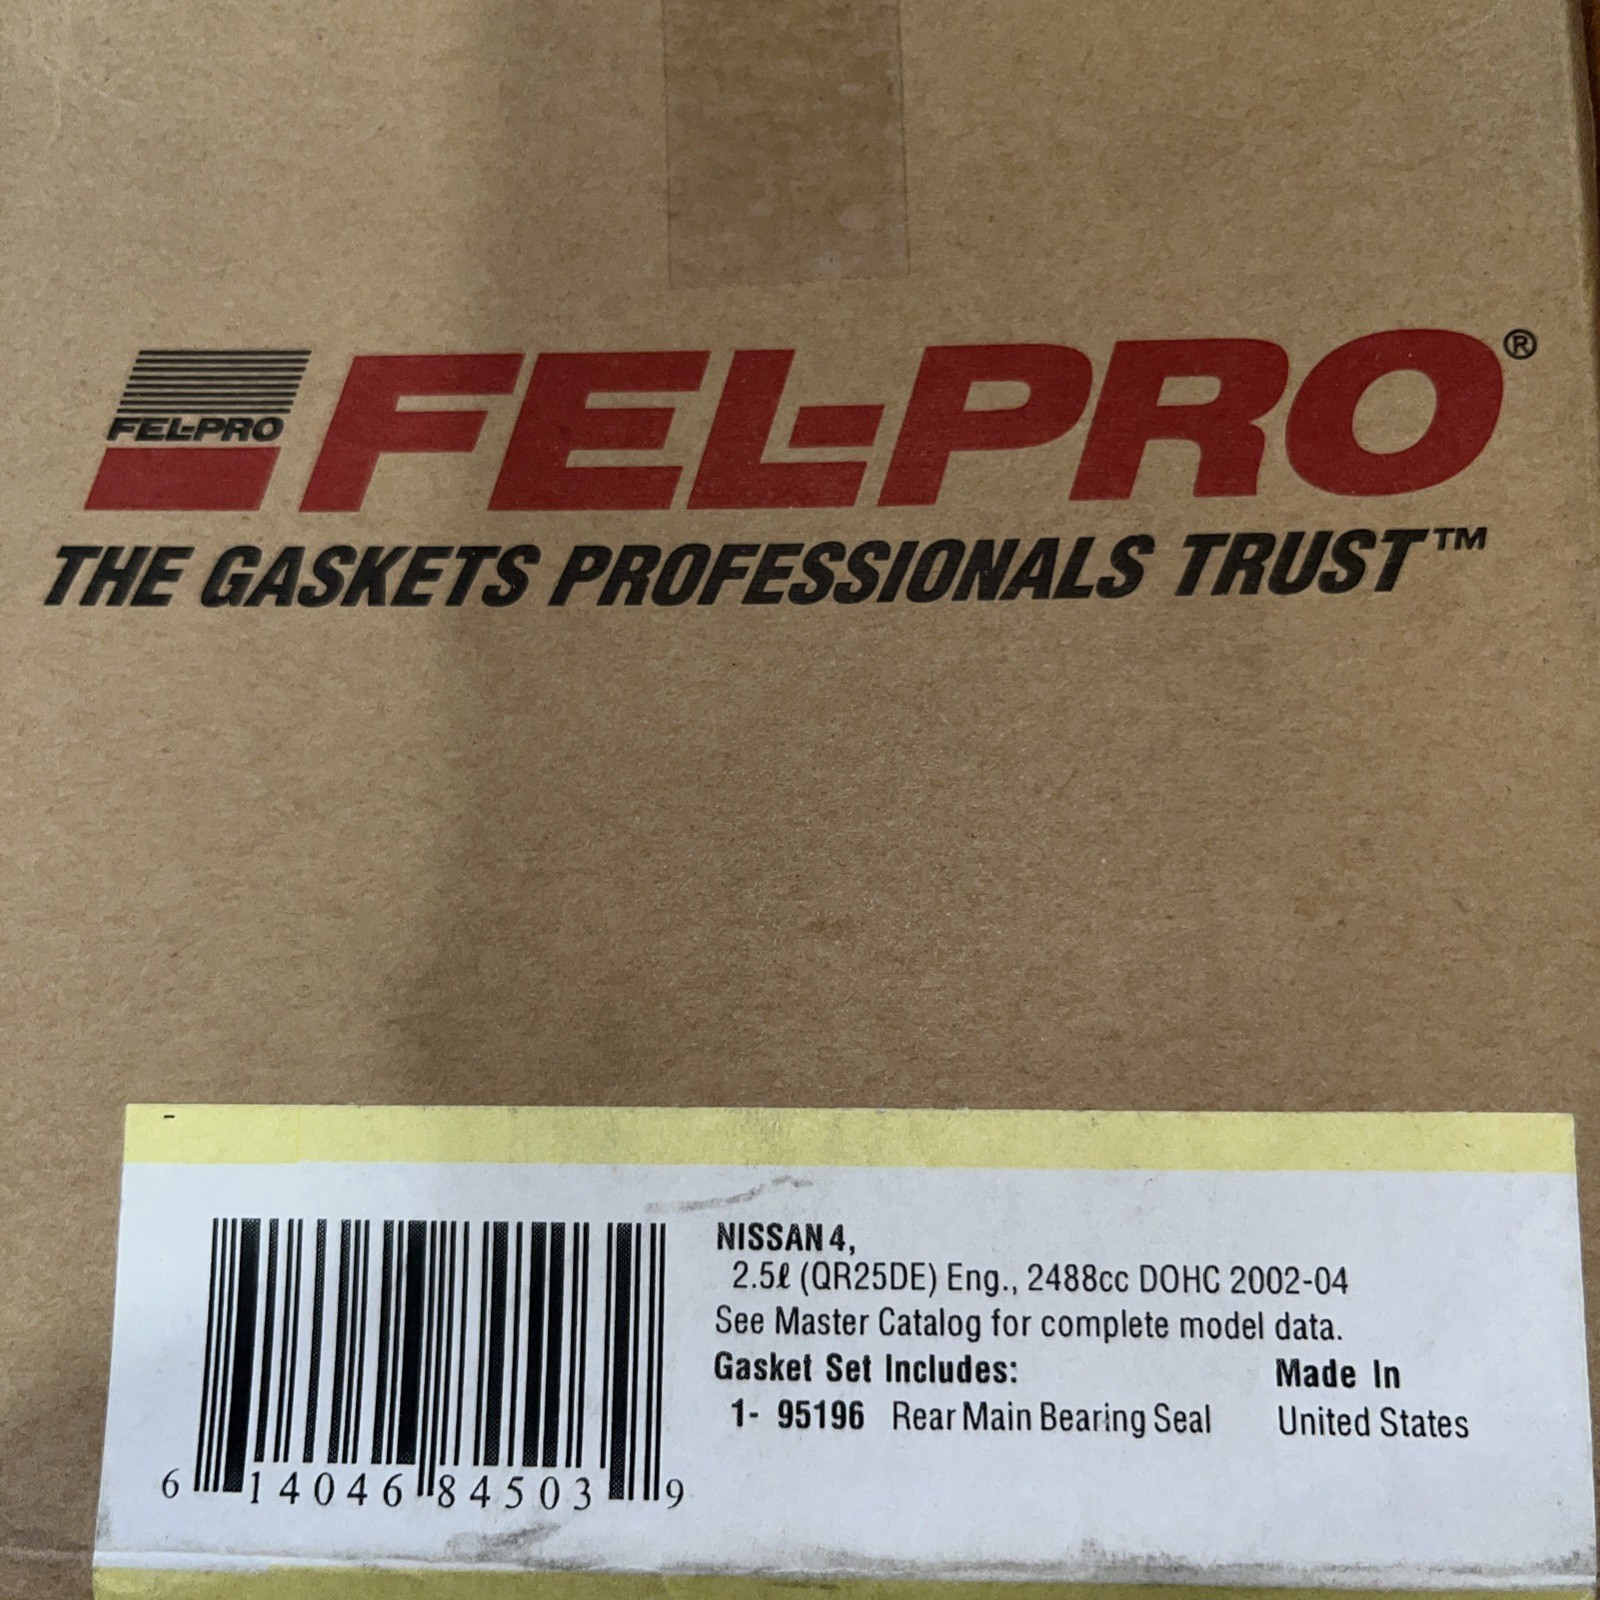 FEL-PRO
FEL-PRO®
THE GASKETS PROFESSIONALS TRUST™
NISSAN 4,
2.5ℓ (QR25DE) Eng., 2488cc DOHC 2002-04
See Master Catalog for complete model data.
Gasket Set Includes: Made In
1- 95196 Rear Main Bearing Seal United States
6 14046 84503 9